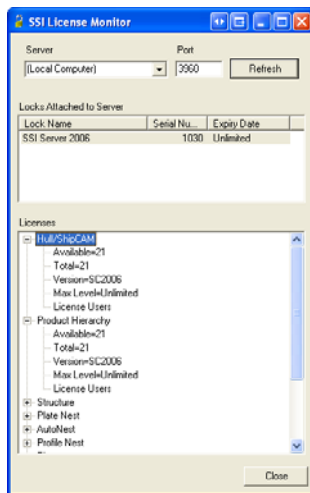 SSI License Monitor
Server Port
(Local Computer) 3960 Refresh
Locks Attached to Server
Lock Name Serial Nu... Expiry Date
SSI Server 2006 1030 Unlimited
Licenses
Hull/ShipCAM
Available=21
Total=21
Version=SC2006
Max Level=Unlimited
License Users
Product Hierarchy
Available=21
Total=21
Version=SC2006
Max Level=Unlimited
License Users
Structure
Plate Nest
AutoNest
Profile Nest
Close